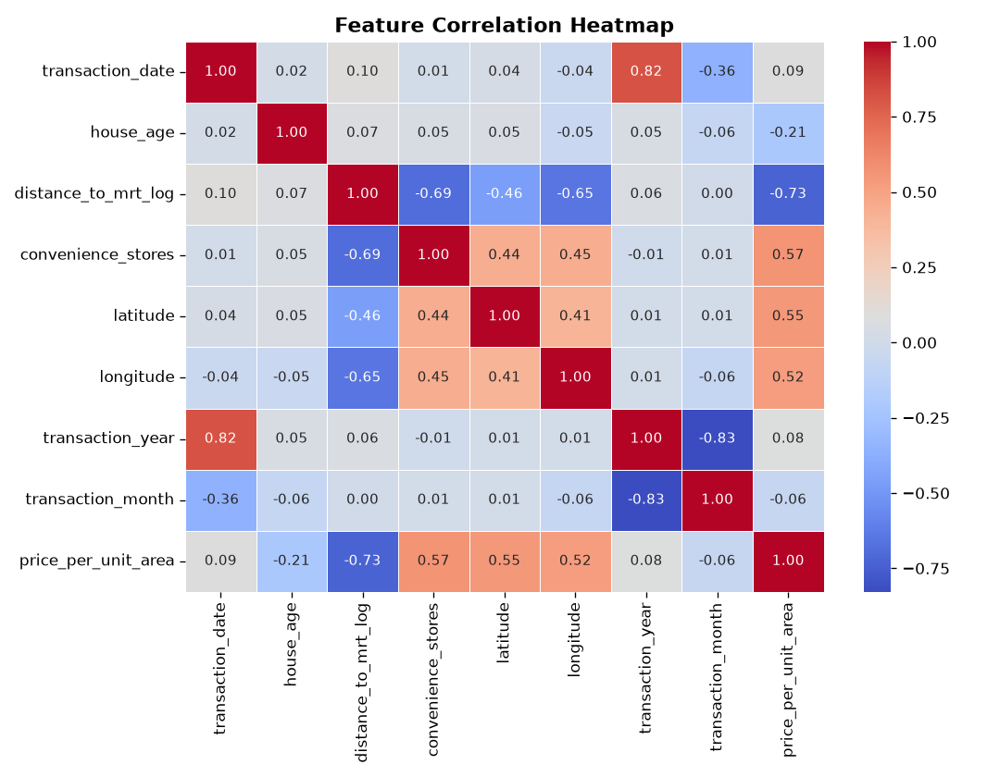 Feature Correlation Heatmap
transaction_date 1.00 0.02 0.10 0.01 0.04 -0.04 0.82 -0.36 0.09
house_age 0.02 1.00 0.07 0.05 0.05 -0.05 0.05 -0.06 -0.21
distance_to_mrt_log 0.10 0.07 1.00 -0.69 -0.46 -0.65 0.06 0.00 -0.73
convenience_stores 0.01 0.05 -0.69 1.00 0.44 0.45 -0.01 0.01 0.57
latitude 0.04 0.05 -0.46 0.44 1.00 0.41 0.01 0.01 0.55
longitude -0.04 -0.05 -0.65 0.45 0.41 1.00 0.01 -0.06 0.52
transaction_year 0.82 0.05 0.06 -0.01 0.01 0.01 1.00 -0.83 0.08
transaction_month -0.36 -0.06 0.00 0.01 0.01 -0.06 -0.83 1.00 -0.06
price_per_unit_area 0.09 -0.21 -0.73 0.57 0.55 0.52 0.08 -0.06 1.00
transaction_date
house_age
distance_to_mrt_log
convenience_stores
latitude
longitude
transaction_year
transaction_month
price_per_unit_area
1.00
0.75
0.50
0.25
0.00
−0.25
−0.50
−0.75